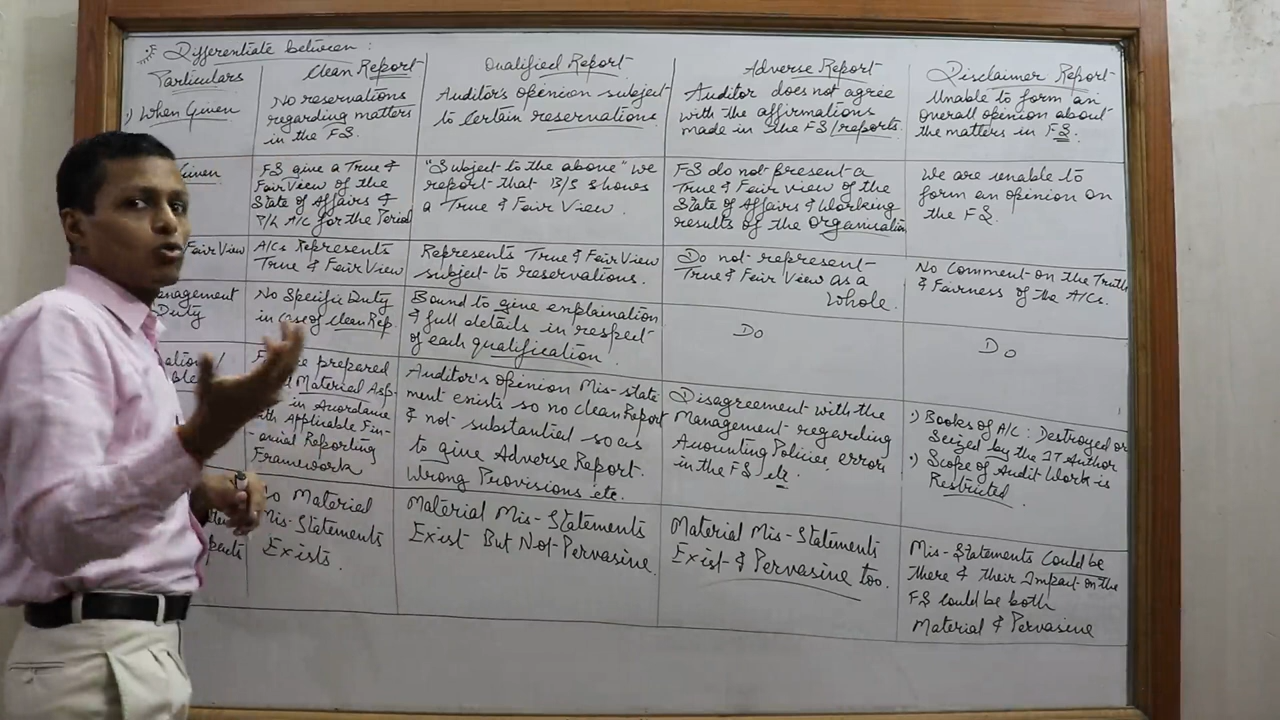 Differentiate between :
Particulars
Clean Report
Qualified Report
Adverse Report
Disclaimer Report
1) When Given
No reservations
regarding matters
in the FS.
Auditor's openion subject
to Certain reservations.
Auditor does not agree
with the affirmations
made in the FS/reports.
Unable to form an
overall opinion about
the matters in FS.
Given
FS give a True &
Fair View of the
State of Affairs &
P/L A/C for the Period
"Subject to the above" we
report that B/S shows
a True & Fair View.
FS do not present a
True & Fair view of the
State of Affairs & Working
results of the Organisation
We are unable to
form an opinion on
the FS.
Fair View
A/Cs Represents
True & Fair View
Represents True & Fair View
subject to reservations.
Do not represent
True & Fair View as a
Whole.
No Comment on the Truth
& Fairness of the A/Cs.
Management
Duty
No Specific Duty
in case of Clean Rep.
Bound to give explaination
& full details in respect
of each qualification.
Do
Do
prepared
Material Asp-
in Accordance
with Applicable Fin-
ancial Reporting
Framework
Auditor's opinion Mis-state
ment exists so no clean Report
& not substantial so as
to give Adverse Report.
Wrong Provisions etc.
Disagreement with the
Management regarding
Accounting Policies, errors
in the FS etc.
1) Books of A/C : Destroyed or
Seized by the IT Author
2) Scope of Audit Work is
Restricted.
No Material
Mis-Statements
Exists.
Material Mis-Statements
Exist But Not-Pervasine.
Material Mis-Statements
Exist & Pervasine too.
Mis-Statements Could be
there & their Impact on the
FS could be both
Material & Pervasine